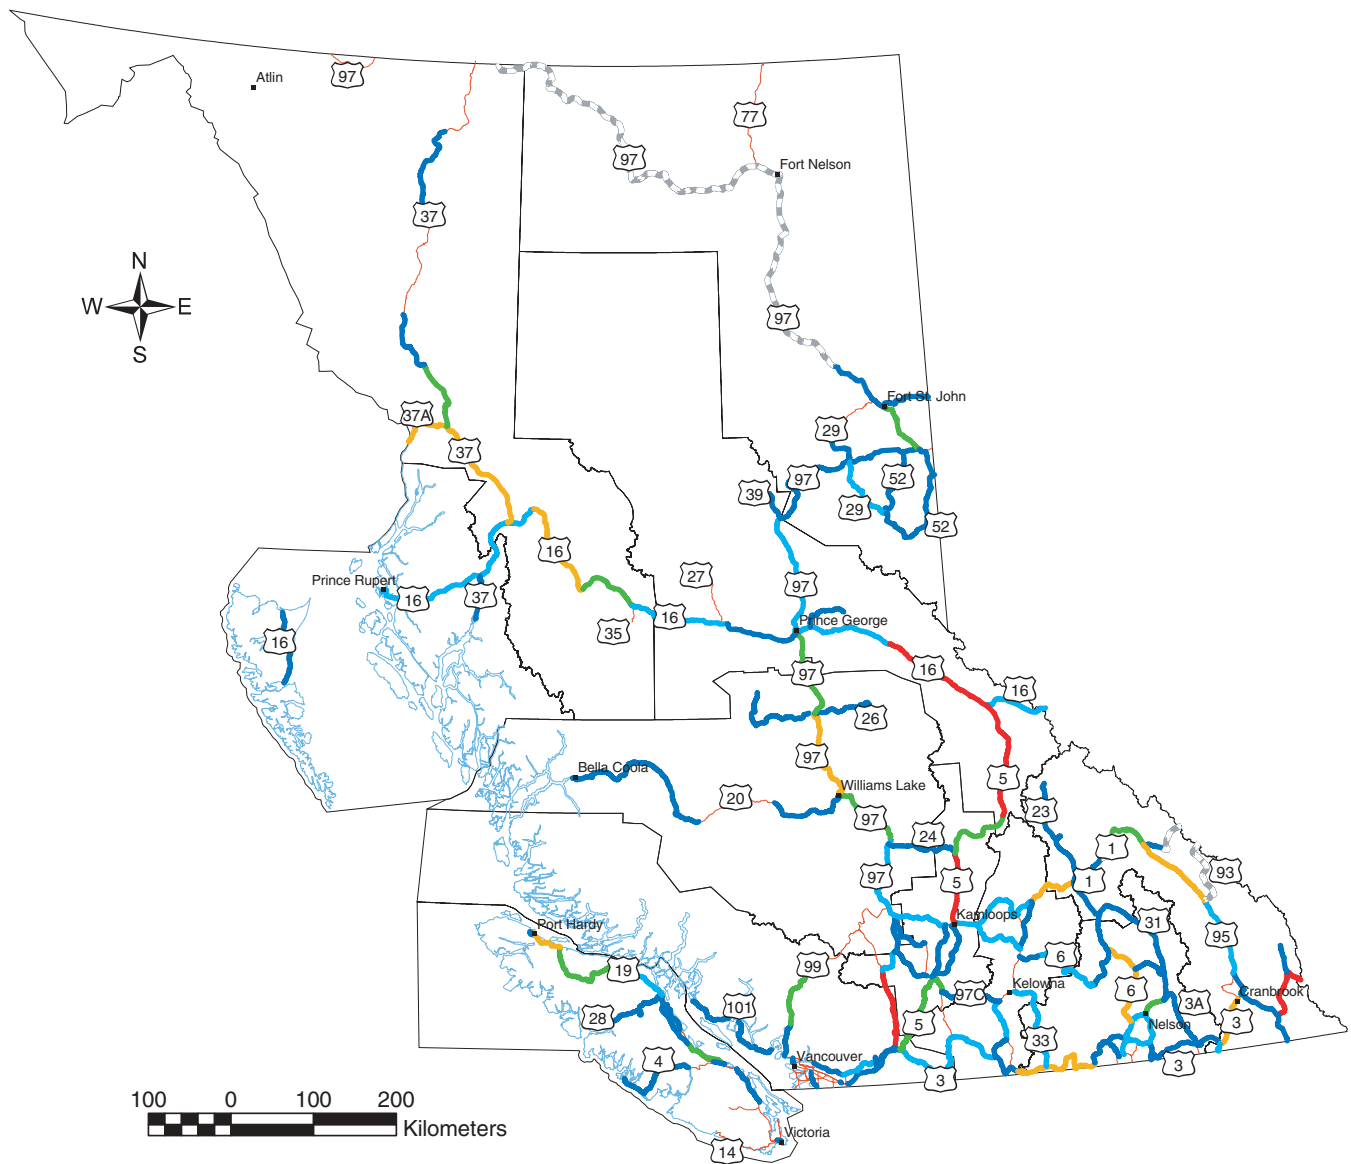 Atlin
97
77
97
Fort Nelson
37
N
W E
S
97
Fort St. John
37A
29
37
97
52
39
29
52
16
27
97
Prince Rupert
16
37
16
Prince George
35
16
97
16
16
26
97
Bella Coola
Williams Lake
5
20
97
23
24
1
97
5
1
93
Kamloops
31
Port Hardy
95
19
99
6
28
101
97C
Kelowna
6
3A
Cranbrook
5
Nelson
3
4
Vancouver
33
3
3
100 0 100 200
Kilometers
Victoria
14